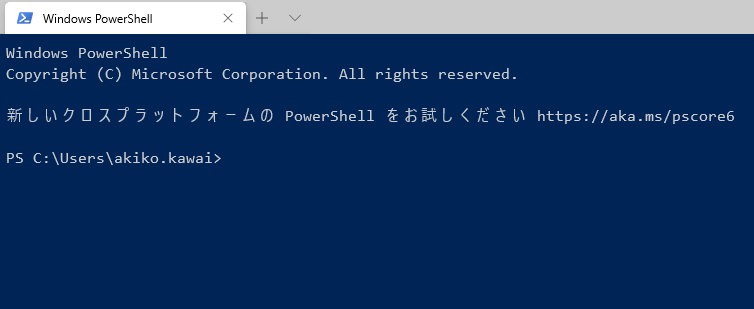 Windows PowerShell
Windows PowerShell
Copyright (C) Microsoft Corporation. All rights reserved.
新しいクロスプラットフォームの PowerShell をお試しください https://aka.ms/pscore6
PS C:\Users\akiko.kawai>